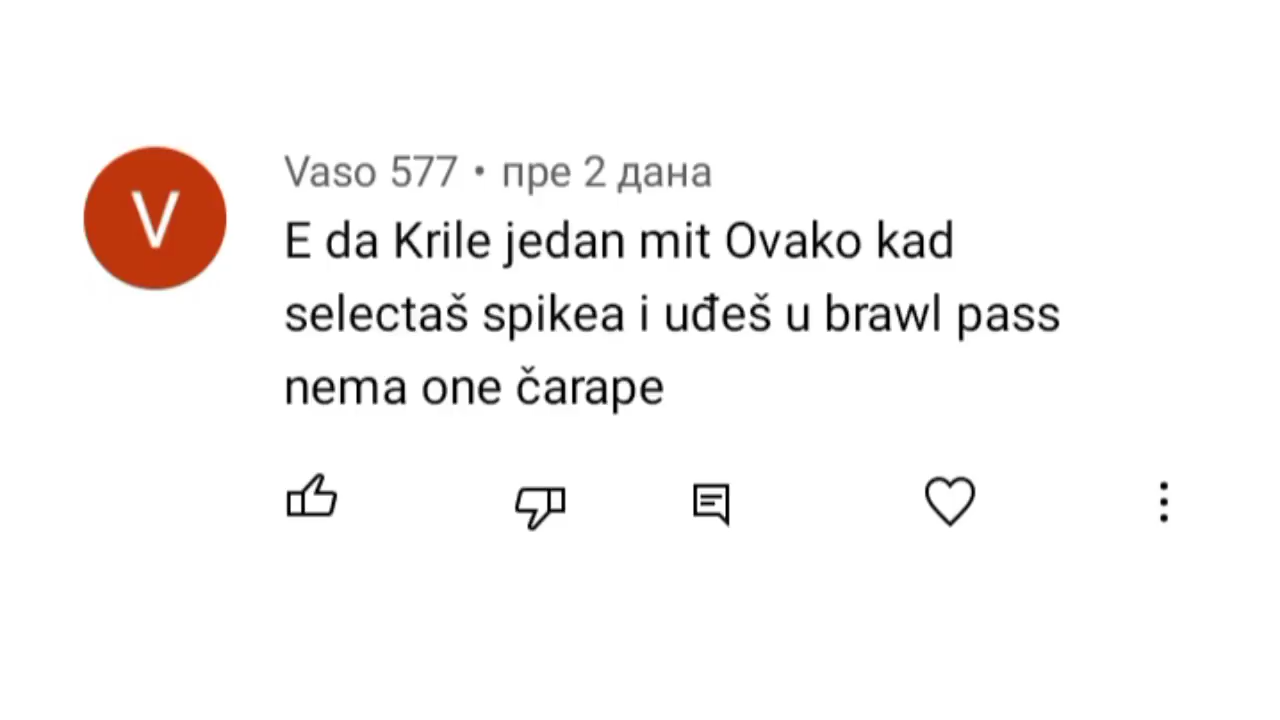 V
Vaso 577 • пре 2 дана
E da Krile jedan mit Ovako kad
selectaš spikea i uđeš u brawl pass
nema one čarape